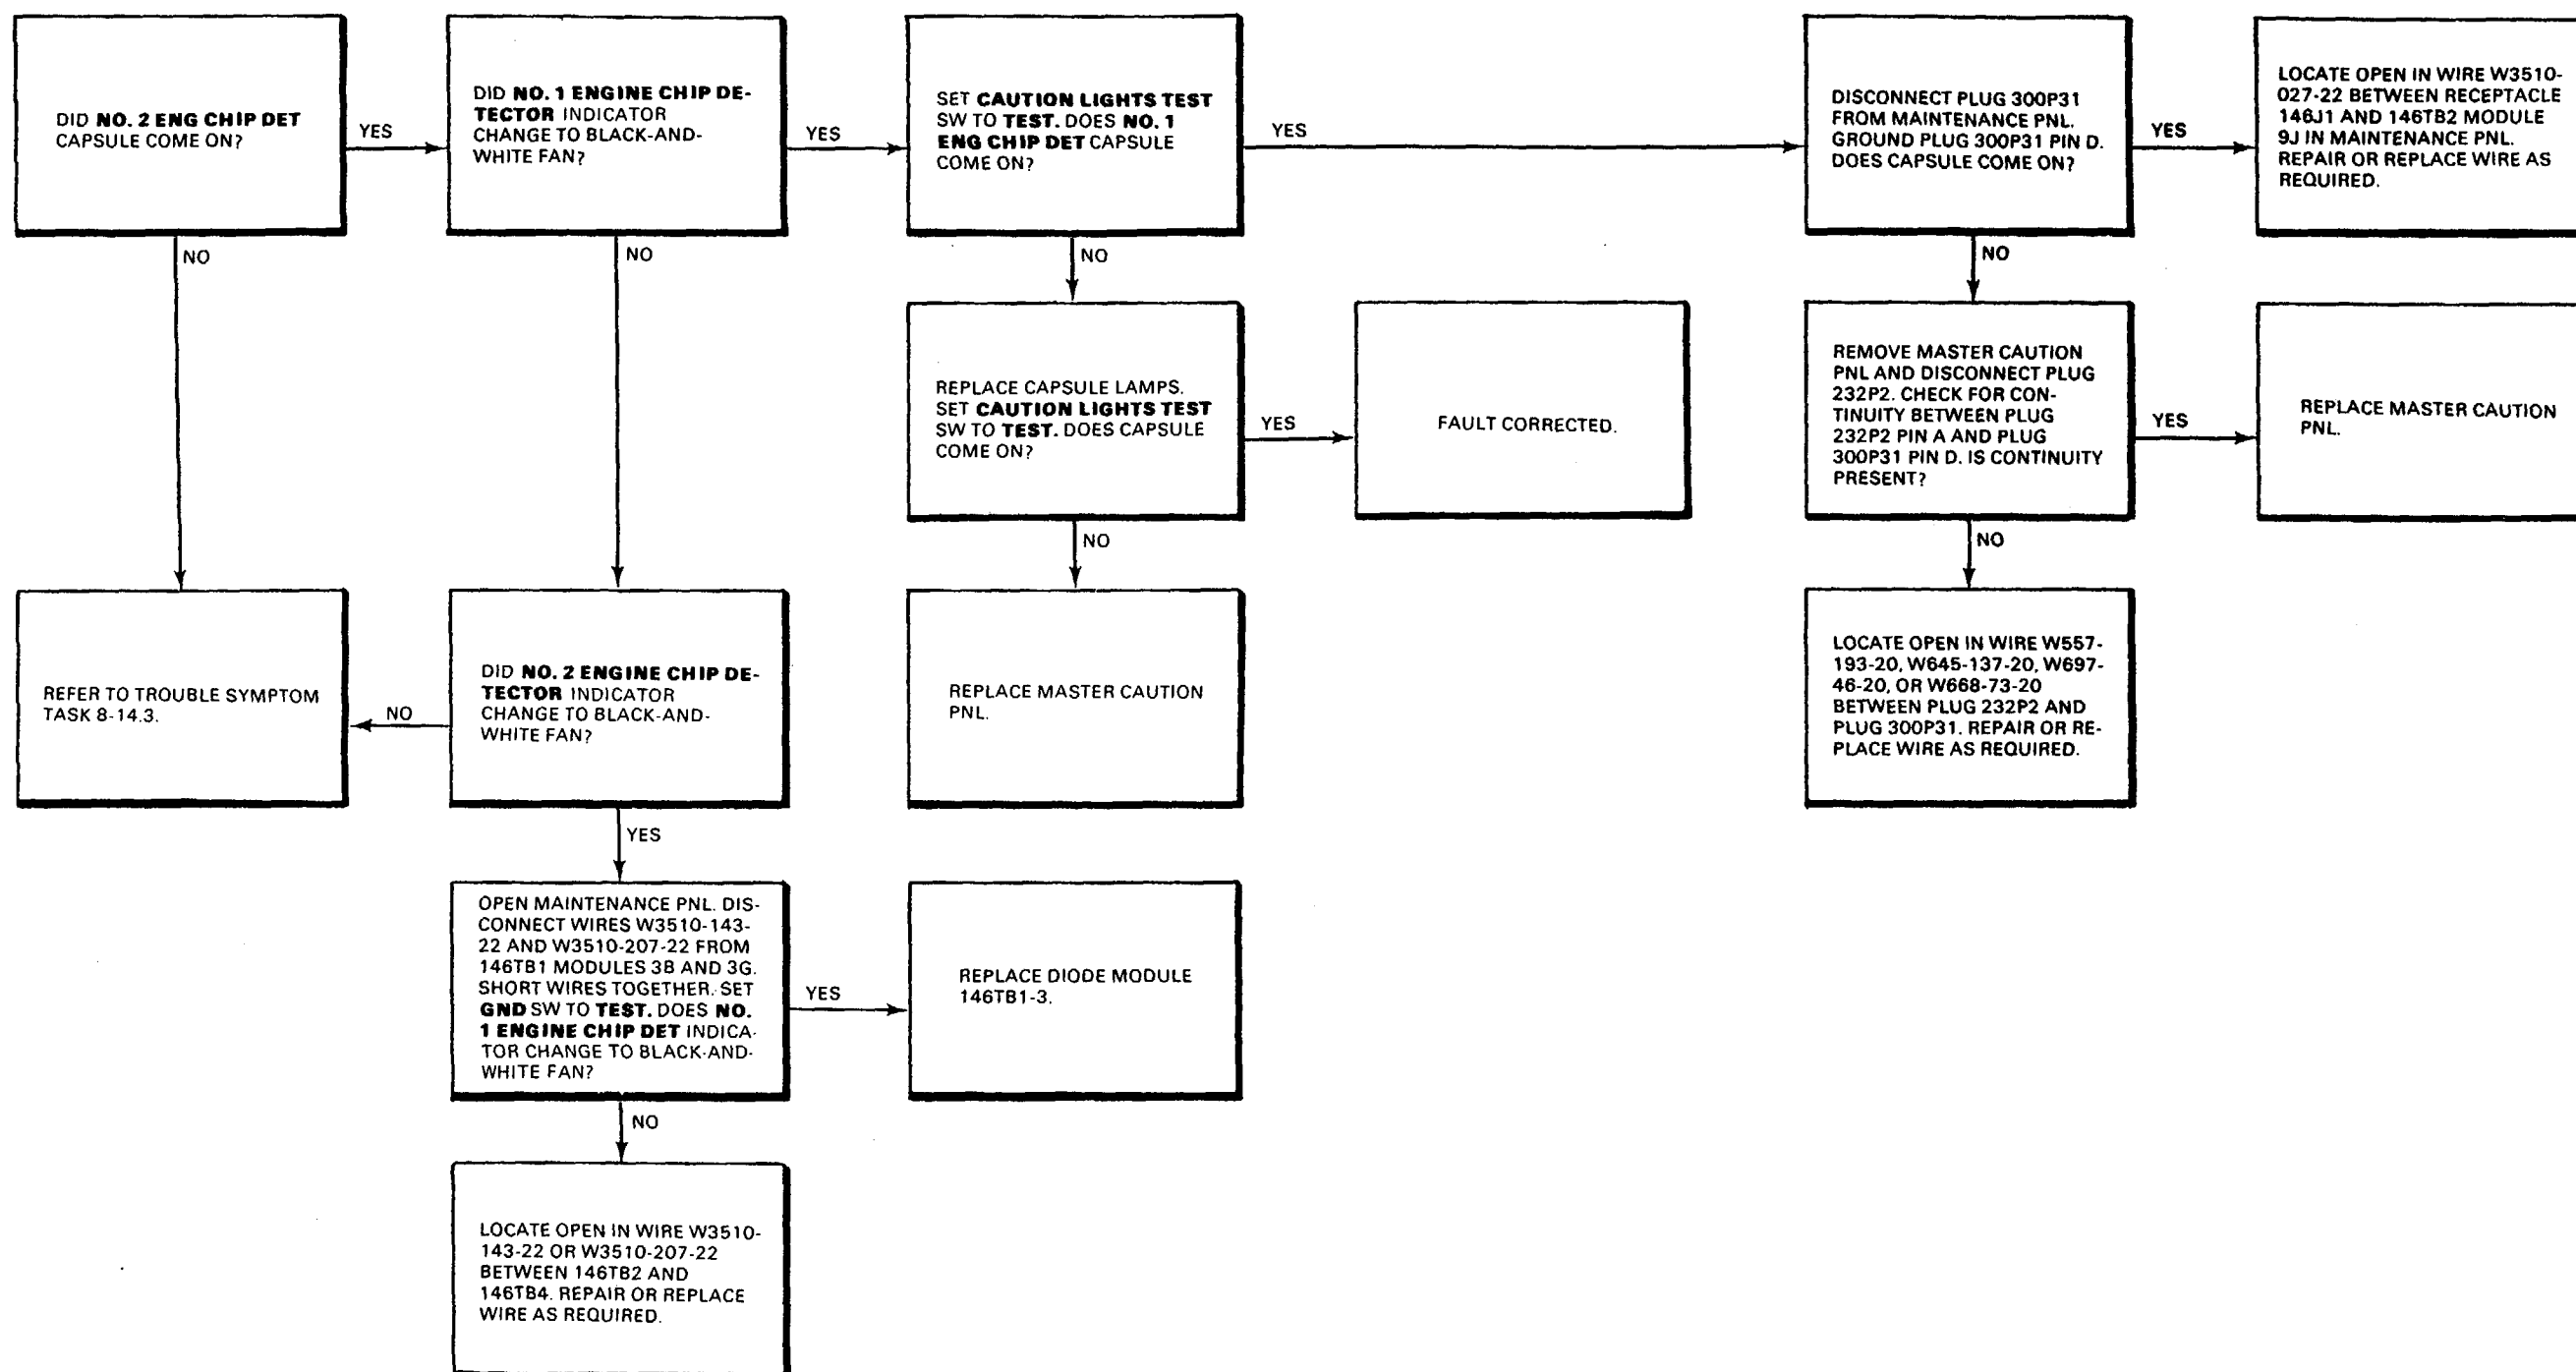 DID NO. 2 ENG CHIP DET
CAPSULE COME ON?
YES
NO
DID NO. 1 ENGINE CHIP DE-
TECTOR INDICATOR
CHANGE TO BLACK-AND-
WHITE FAN?
YES
NO
SET CAUTION LIGHTS TEST
SW TO TEST. DOES NO. 1
ENG CHIP DET CAPSULE
COME ON?
YES
NO
DISCONNECT PLUG 300P31
FROM MAINTENANCE PNL.
GROUND PLUG 300P31 PIN D.
DOES CAPSULE COME ON?
YES
NO
LOCATE OPEN IN WIRE W3510-
027-22 BETWEEN RECEPTACLE
146J1 AND 146TB2 MODULE
9J IN MAINTENANCE PNL.
REPAIR OR REPLACE WIRE AS
REQUIRED.
REPLACE CAPSULE LAMPS.
SET CAUTION LIGHTS TEST
SW TO TEST. DOES CAPSULE
COME ON?
YES
NO
FAULT CORRECTED.
REMOVE MASTER CAUTION
PNL AND DISCONNECT PLUG
232P2. CHECK FOR CON-
TINUITY BETWEEN PLUG
232P2 PIN A AND PLUG
300P31 PIN D. IS CONTINUITY
PRESENT?
YES
NO
REPLACE MASTER CAUTION
PNL.
REFER TO TROUBLE SYMPTOM
TASK 8-14.3.
NO
DID NO. 2 ENGINE CHIP DE-
TECTOR INDICATOR
CHANGE TO BLACK-AND-
WHITE FAN?
YES
REPLACE MASTER CAUTION
PNL.
LOCATE OPEN IN WIRE W557-
193-20, W645-137-20, W697-
46-20, OR W668-73-20
BETWEEN PLUG 232P2 AND
PLUG 300P31. REPAIR OR RE-
PLACE WIRE AS REQUIRED.
OPEN MAINTENANCE PNL. DIS-
CONNECT WIRES W3510-143-
22 AND W3510-207-22 FROM
146TB1 MODULES 3B AND 3G.
SHORT WIRES TOGETHER. SET
GND SW TO TEST. DOES NO.
1 ENGINE CHIP DET INDICA-
TOR CHANGE TO BLACK-AND-
WHITE FAN?
YES
NO
REPLACE DIODE MODULE
146TB1-3.
LOCATE OPEN IN WIRE W3510-
143-22 OR W3510-207-22
BETWEEN 146TB2 AND
146TB4. REPAIR OR REPLACE
WIRE AS REQUIRED.